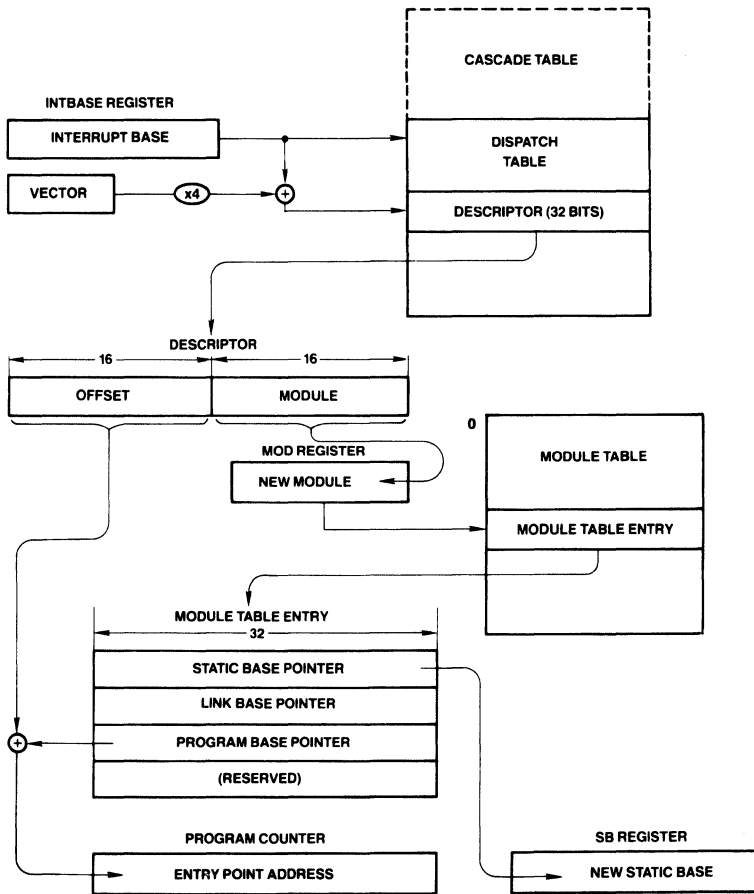 CASCADE TABLE
INTBASE REGISTER
INTERRUPT BASE
DISPATCH
TABLE
VECTOR
x4
+
DESCRIPTOR (32 BITS)
DESCRIPTOR
16
16
OFFSET
MODULE
0
MOD REGISTER
NEW MODULE
MODULE TABLE
MODULE TABLE ENTRY
MODULE TABLE ENTRY
32
STATIC BASE POINTER
LINK BASE POINTER
+
PROGRAM BASE POINTER
(RESERVED)
PROGRAM COUNTER
ENTRY POINT ADDRESS
SB REGISTER
NEW STATIC BASE